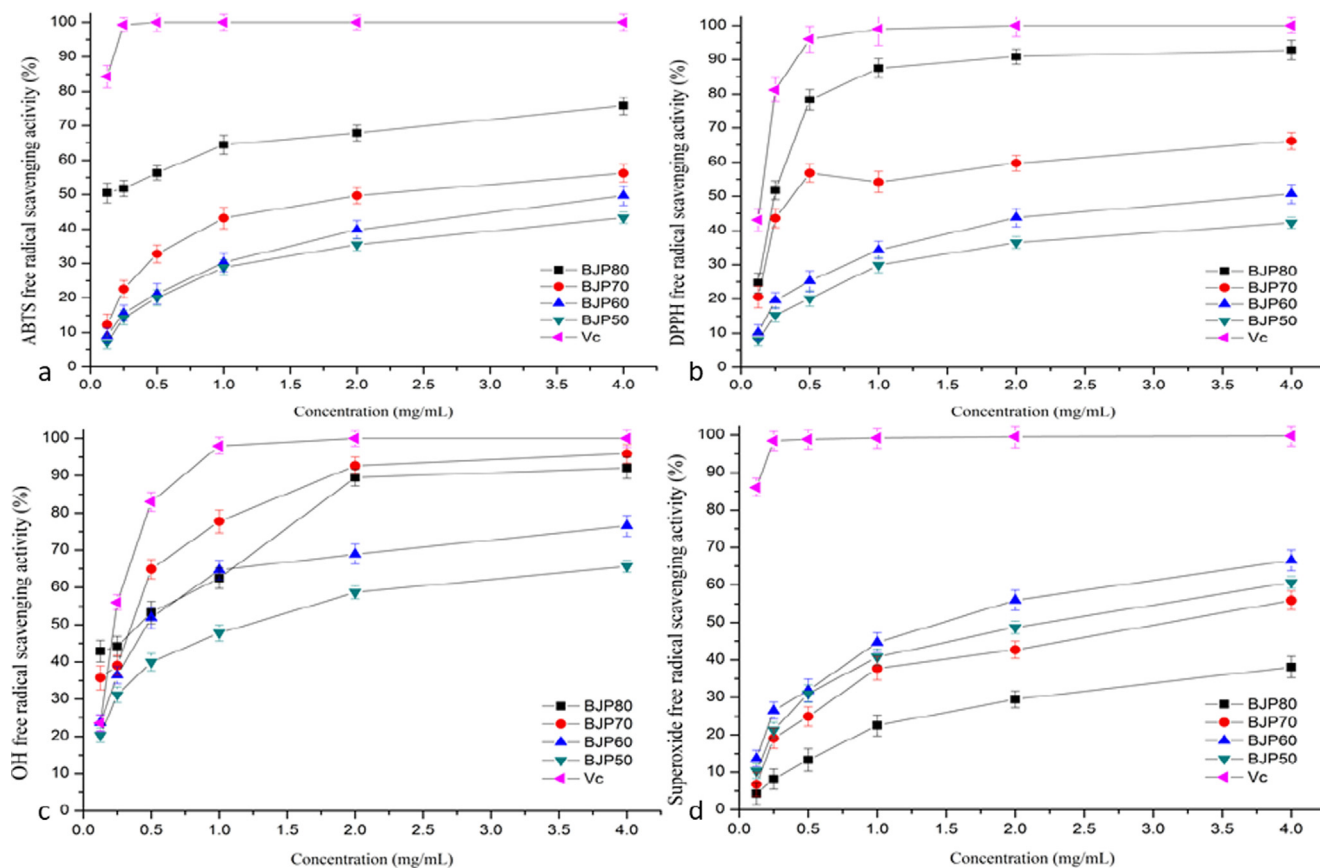 100
90
80
70
60
50
40
30
20
10
0
ABTS free radical scavenging activity (%)
BJP80
BJP70
BJP60
BJP50
Vc
a
0.0 0.5 1.0 1.5 2.0 2.5 3.0 3.5 4.0
Concentration (mg/mL)
100
90
80
70
60
50
40
30
20
10
0
DPPH free radical scavenging activity (%)
BJP80
BJP70
BJP60
BJP50
Vc
b
0.0 0.5 1.0 1.5 2.0 2.5 3.0 3.5 4.0
Concentration (mg/mL)
100
90
80
70
60
50
40
30
20
10
0
OH free radical scavenging activity (%)
BJP80
BJP70
BJP60
BJP50
Vc
c
0.0 0.5 1.0 1.5 2.0 2.5 3.0 3.5 4.0
Concentration (mg/mL)
100
90
80
70
60
50
40
30
20
10
0
Superoxide free radical scavenging activity (%)
BJP80
BJP70
BJP60
BJP50
Vc
d
0.0 0.5 1.0 1.5 2.0 2.5 3.0 3.5 4.0
Concentration (mg/mL)